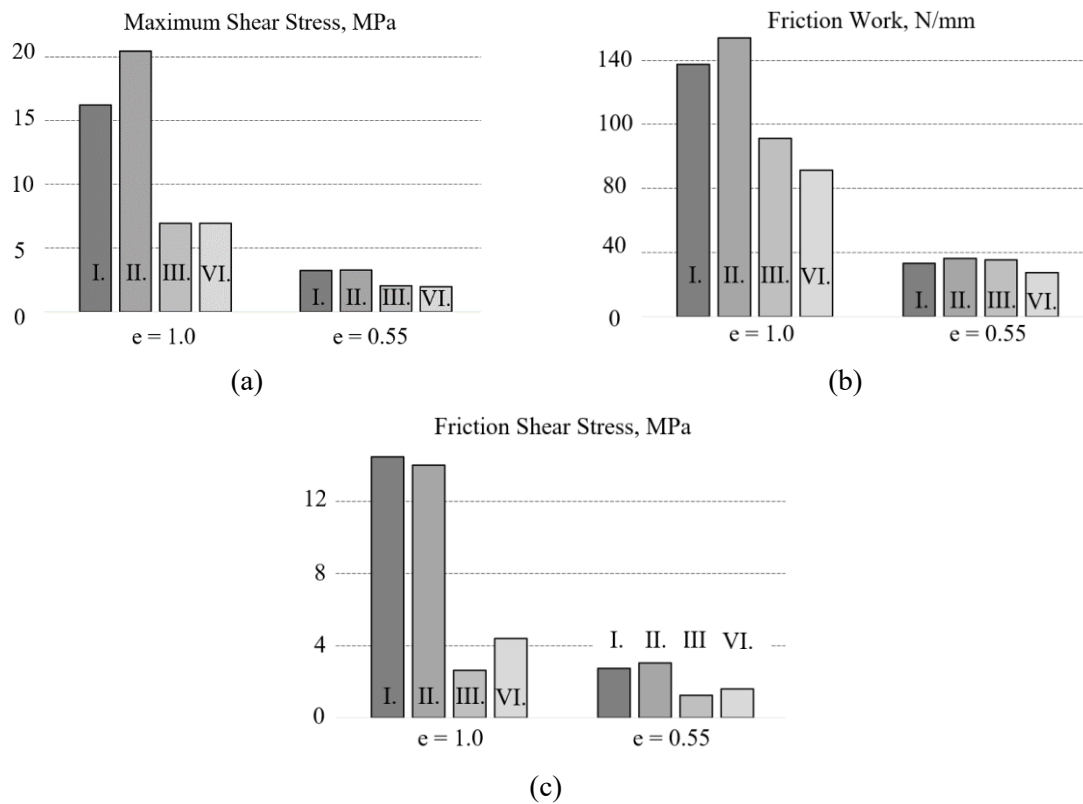 Maximum Shear Stress, MPa
20
15
10
5
0
I. II. III. VI.
I. II. III. VI.
e = 1.0
e = 0.55
(a)
Friction Work, N/mm
140
100
80
40
0
I. II. III. VI.
I. II. III. VI.
e = 1.0
e = 0.55
(b)
Friction Shear Stress, MPa
12
8
4
0
I. II. III. VI.
I. II. III VI.
e = 1.0
e = 0.55
(c)